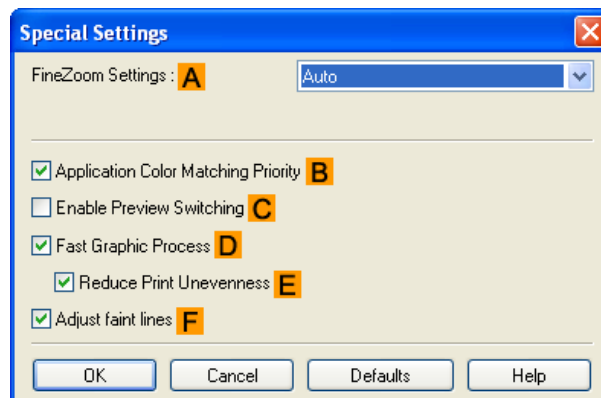 Special Settings
FineZoom Settings : A Auto
Application Color Matching Priority B
Enable Preview Switching C
Fast Graphic Process D
Reduce Print Unevenness E
Adjust faint lines F
OK Cancel Defaults Help